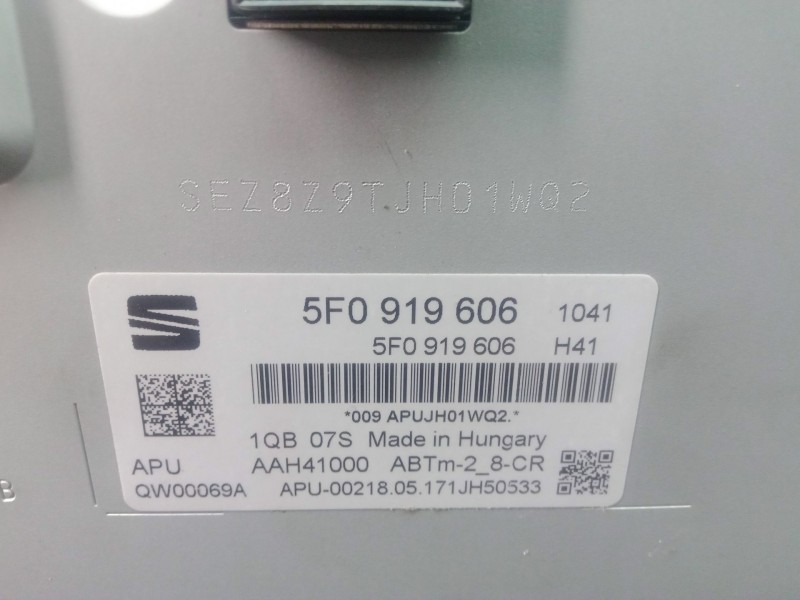 SEZ8Z9TJH01WQ2
5F0 919 606 1041
5F0 919 606 H41
*009 APUJH01WQ2.*
1QB 07S Made in Hungary
APU AAH41000 ABTm-2_8-CR
QW00069A APU-00218.05.171JH50533
B